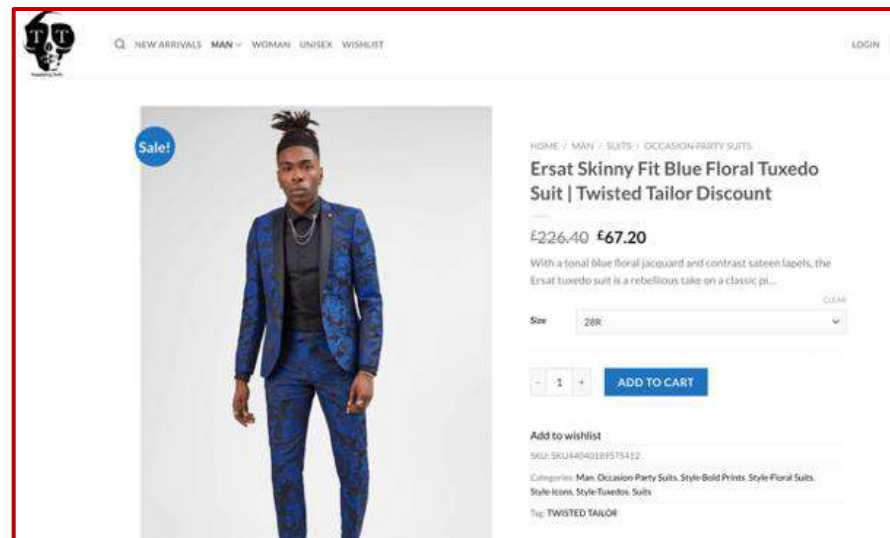 T T
NEW ARRIVALS MAN WOMAN UNISEX WISHLIST
LOGIN
Sale!
HOME / MAN / SUITS / OCCASION-PARTY SUITS
Ersat Skinny Fit Blue Floral Tuxedo
Suit | Twisted Tailor Discount
£226.40 £67.20
With a tonal blue floral jacquard and contrast sateen lapels, the
Ersat tuxedo suit is a rebellious take on a classic pi...
CLEAR
Size 28R
- 1 + ADD TO CART
Add to wishlist
SKU: SKU44040189575412
Categories: Man, Occasion-Party Suits, Style-Bold Prints, Style-Floral Suits,
Style-Icons, Style-Tuxedos, Suits
Tag: TWISTED TAILOR